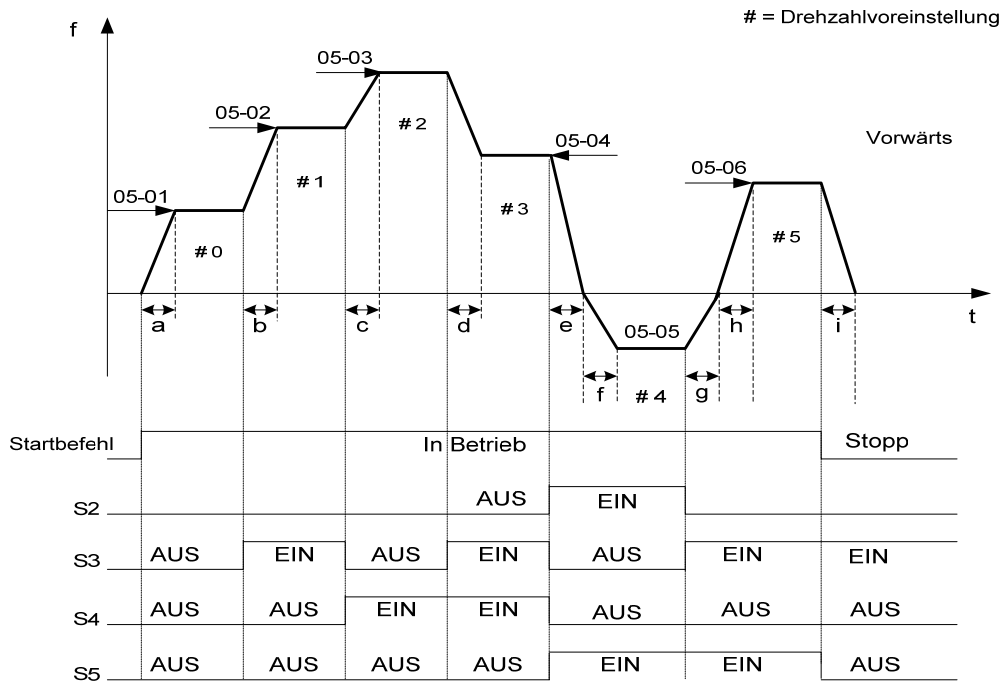 # = Drehzahlvoreinstellung
f
05-03
05-02
#2
05-04
Vorwärts
#1
05-06
05-01
#3
#5
#0
t
a
b
c
d
e
05-05
h
i
f
#4
g
Startbefehl
In Betrieb
Stopp
S2
AUS
EIN
S3
AUS
EIN
AUS
EIN
AUS
EIN
EIN
S4
AUS
AUS
EIN
EIN
AUS
AUS
AUS
S5
AUS
AUS
AUS
AUS
EIN
EIN
AUS